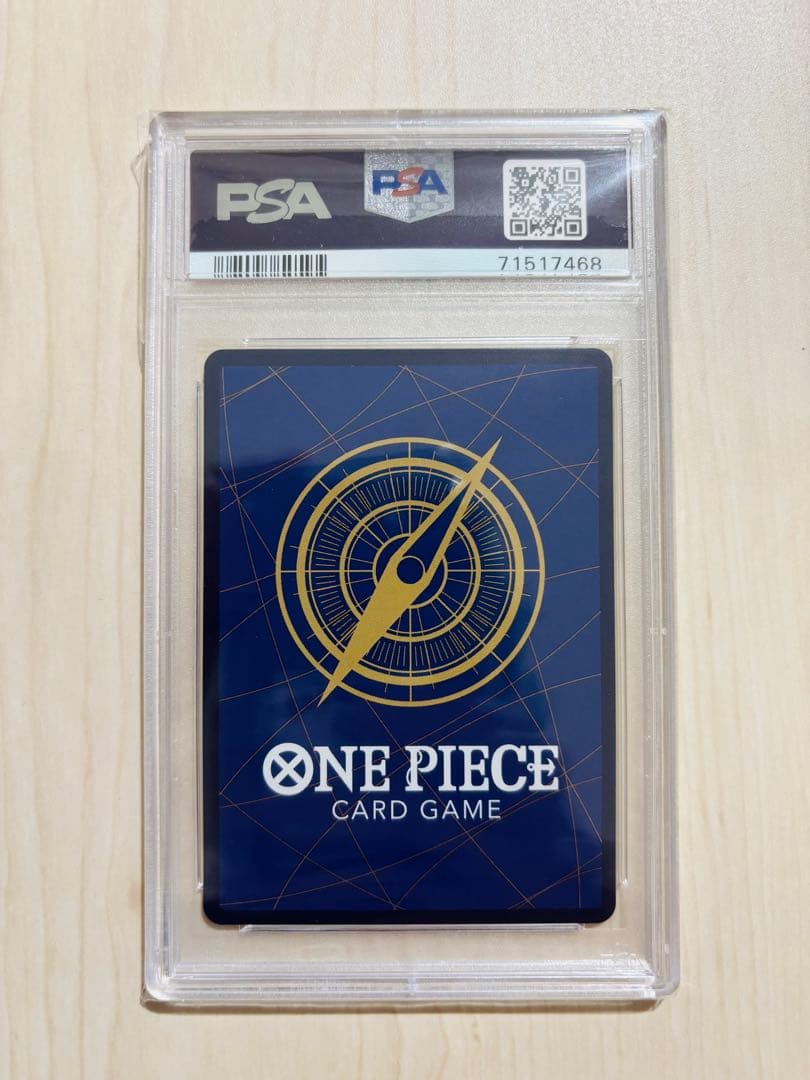 PSA
PSA
71517468
ONE PIECE
CARD GAME